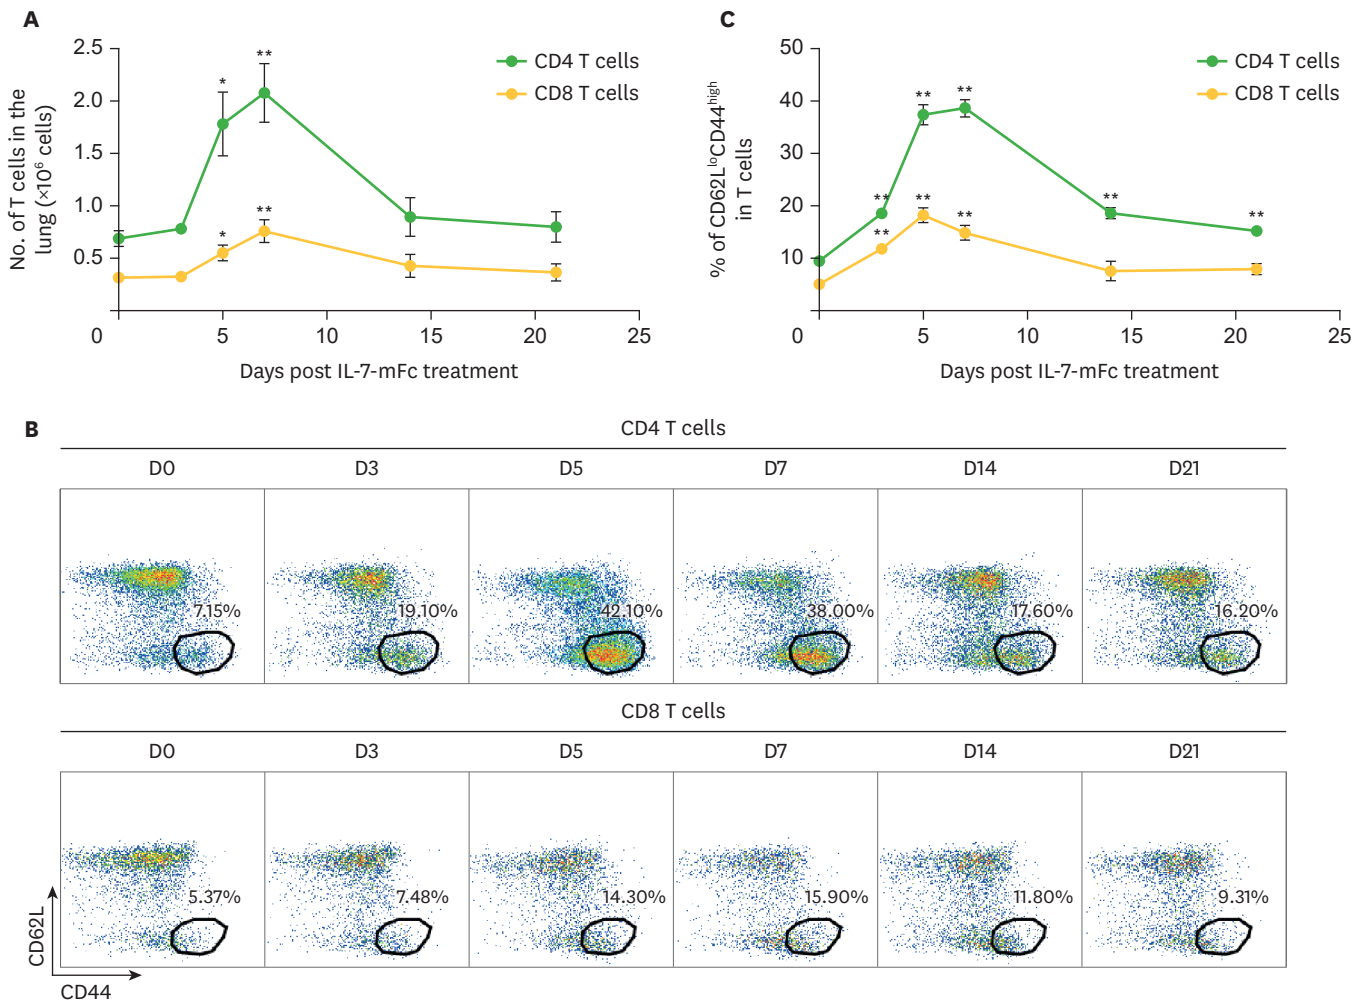 A
2.5
2.0
1.5
1.0
0.5
No. of T cells in the
lung (×10⁶ cells)
*
**
*
**
CD4 T cells
CD8 T cells
0 5 10 15 20 25
Days post IL-7-mFc treatment
C
50
40
30
20
10
% of CD62LˡᵒCD44ʰⁱᵍʰ
in T cells
**
**
**
**
**
**
**
**
CD4 T cells
CD8 T cells
0 5 10 15 20 25
Days post IL-7-mFc treatment
B
CD4 T cells
D0 D3 D5 D7 D14 D21
7.15% 19.10% 42.10% 38.00% 17.60% 16.20%
CD8 T cells
D0 D3 D5 D7 D14 D21
5.37% 7.48% 14.30% 15.90% 11.80% 9.31%
CD62L
CD44